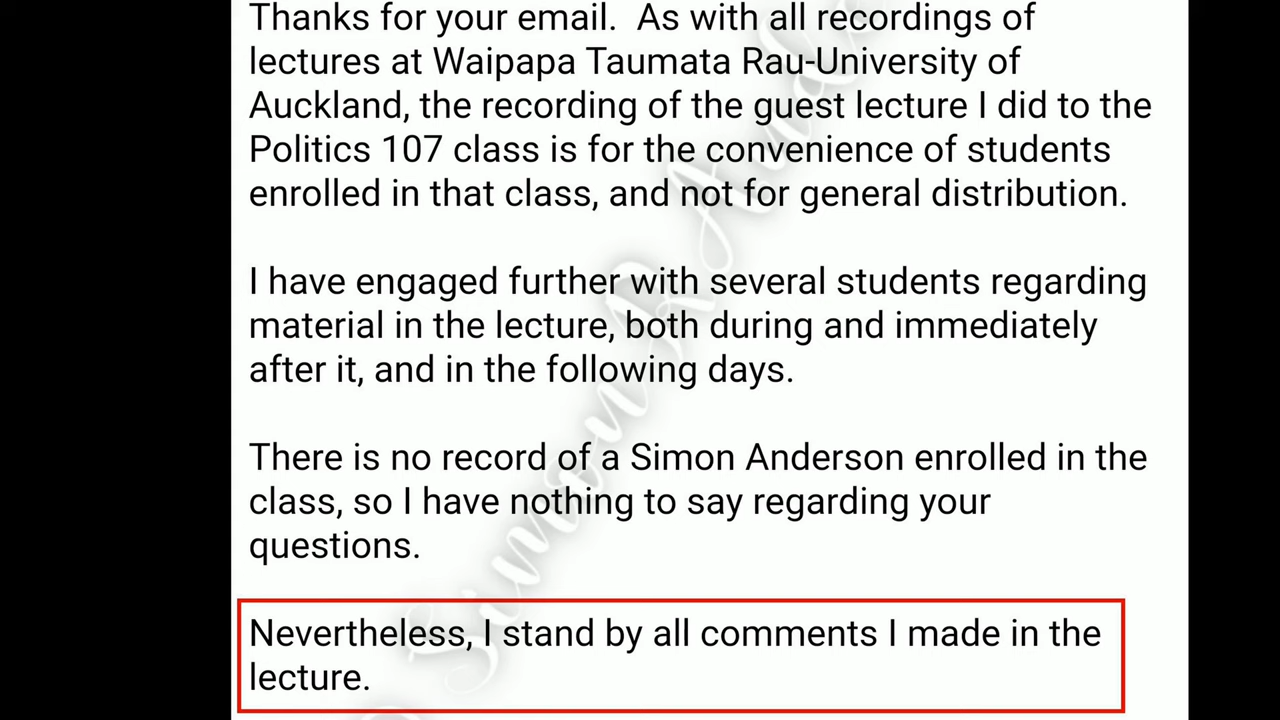 Thanks for your email.  As with all recordings of
lectures at Waipapa Taumata Rau-University of
Auckland, the recording of the guest lecture I did to the
Politics 107 class is for the convenience of students
enrolled in that class, and not for general distribution.
I have engaged further with several students regarding
material in the lecture, both during and immediately
after it, and in the following days.
There is no record of a Simon Anderson enrolled in the
class, so I have nothing to say regarding your
questions.
Nevertheless, I stand by all comments I made in the
lecture.